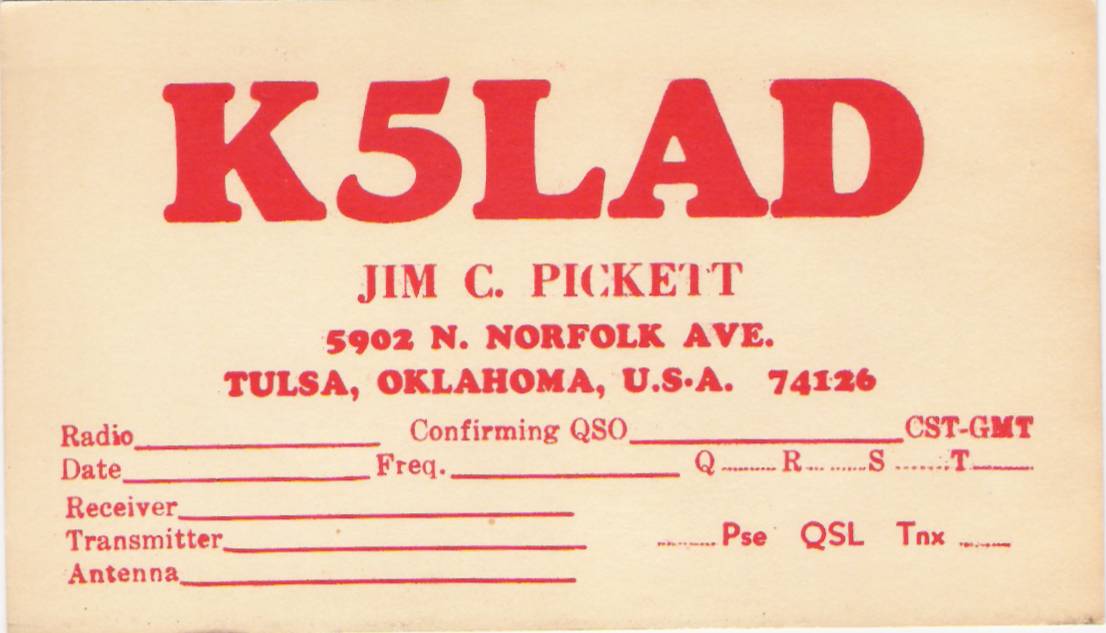 K5LAD
JIM C. PICKETT
5902 N. NORFOLK AVE.
TULSA, OKLAHOMA, U.S.A. 74126
Radio Confirming QSO CST-GMT
Date Freq. Q R S T
Receiver
Transmitter
Antenna
Pse QSL Tnx